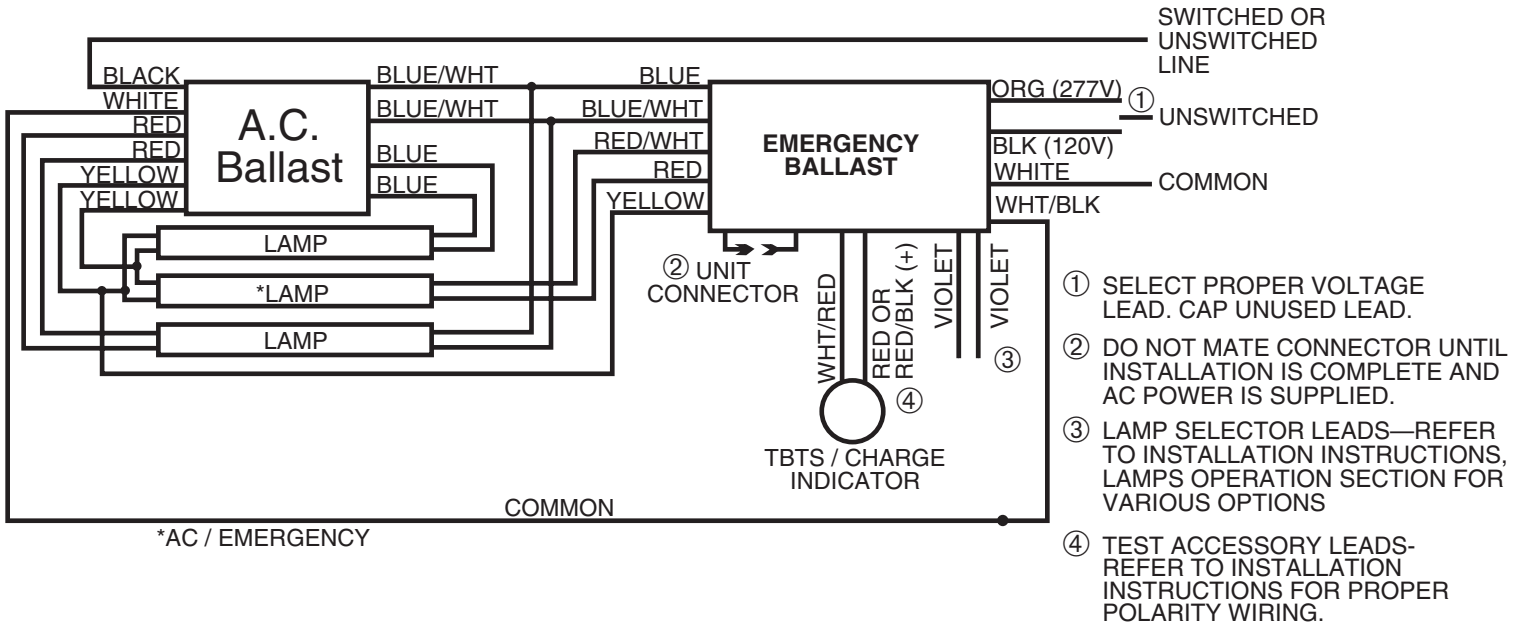 SWITCHED OR
UNSWITCHED
LINE
BLACK
WHITE
RED
RED
YELLOW
YELLOW
A.C.
Ballast
BLUE/WHT
BLUE/WHT
BLUE
BLUE
BLUE
BLUE/WHT
RED/WHT
RED
YELLOW
EMERGENCY
BALLAST
ORG (277V)
①
UNSWITCHED
BLK (120V)
WHITE
COMMON
WHT/BLK
LAMP
*LAMP
LAMP
② UNIT
CONNECTOR
WHT/RED
RED OR
RED/BLK (+)
VIOLET
VIOLET
③
④
TBTS / CHARGE
INDICATOR
COMMON
*AC / EMERGENCY
① SELECT PROPER VOLTAGE
LEAD. CAP UNUSED LEAD.
② DO NOT MATE CONNECTOR UNTIL
INSTALLATION IS COMPLETE AND
AC POWER IS SUPPLIED.
③ LAMP SELECTOR LEADS—REFER
TO INSTALLATION INSTRUCTIONS,
LAMPS OPERATION SECTION FOR
VARIOUS OPTIONS
④ TEST ACCESSORY LEADS-
REFER TO INSTALLATION
INSTRUCTIONS FOR PROPER
POLARITY WIRING.